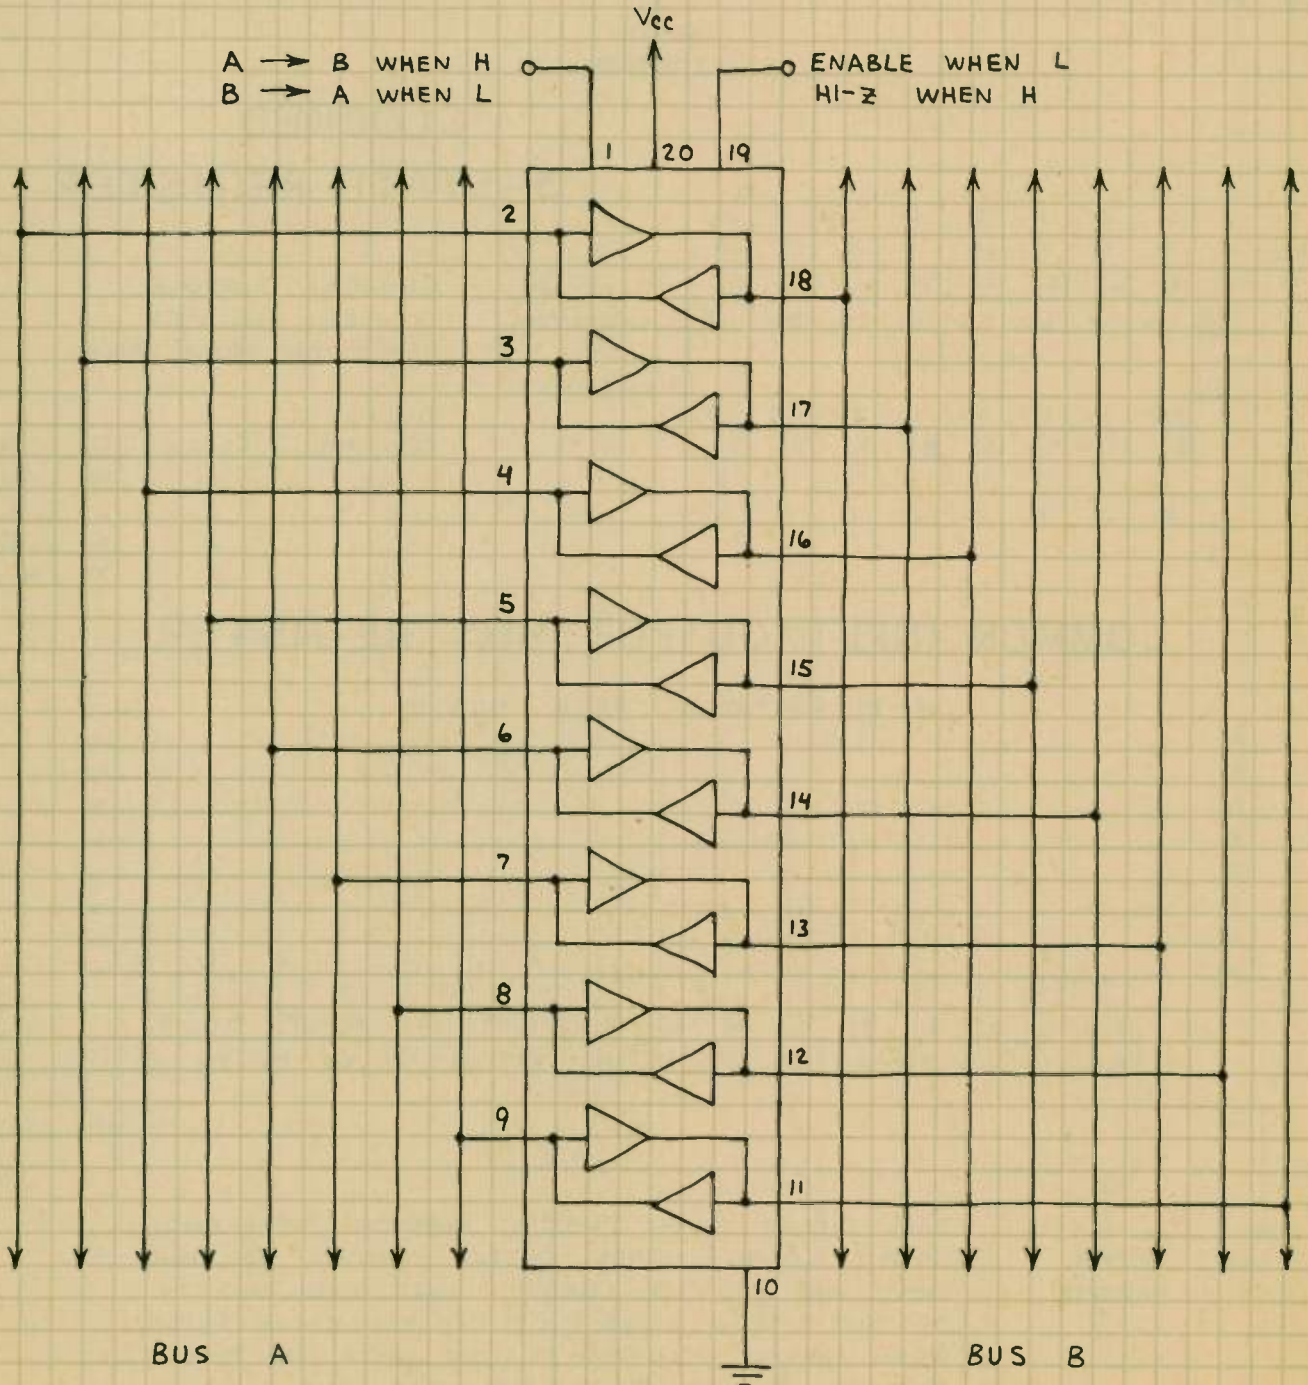 Vcc
A → B WHEN H
B → A WHEN L
ENABLE WHEN L
HI-Z WHEN H
1 20 19
2
18
3
17
4
16
5
15
6
14
7
13
8
12
9
11
10
BUS A
BUS B